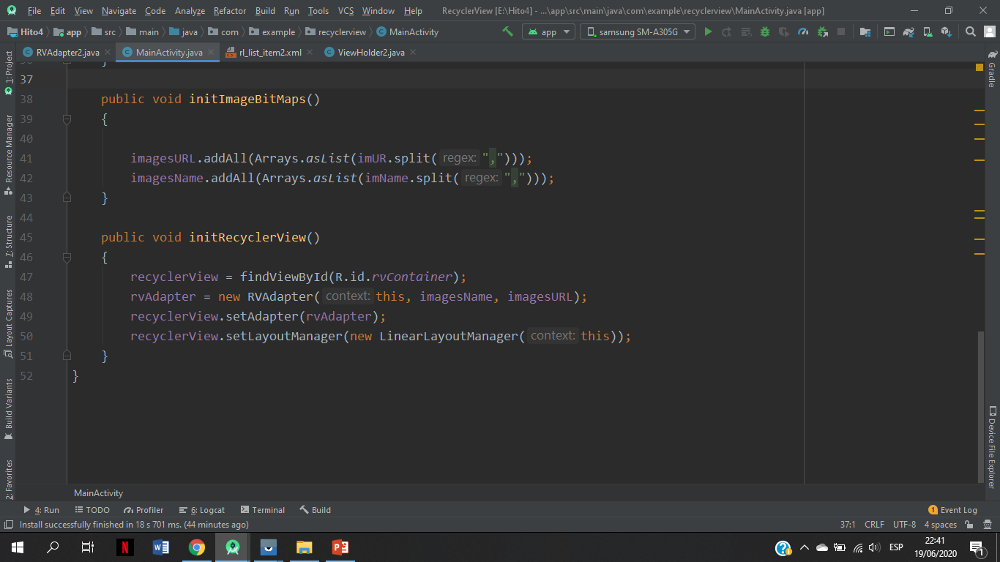 File Edit View Navigate Code Analyze Refactor Build Run Tools VCS Window Help RecyclerView [E:\Hito4] - ...\app\src\main\java\com\example\recyclerview\MainActivity.java [app]
Hito4 app src main java com example recyclerview MainActivity app samsung SM-A305G
RVAdapter2.java MainActivity.java rl_list_item2.xml ViewHolder2.java
1: Project
Resource Manager
7: Structure
Layout Captures
Build Variants
2: Favorites
Gradle
Device File Explorer
36 }
37
38 public void initImageBitMaps()
39 {
40
41 imagesURL.addAll(Arrays.asList(imUR.split( regex: ",")));
42 imagesName.addAll(Arrays.asList(imName.split( regex: ",")));
43 }
44
45 public void initRecyclerView()
46 {
47 recyclerView = findViewById(R.id.rvContainer);
48 rvAdapter = new RVAdapter( context: this, imagesName, imagesURL);
49 recyclerView.setAdapter(rvAdapter);
50 recyclerView.setLayoutManager(new LinearLayoutManager( context: this));
51 }
52 }
MainActivity
4: Run TODO Profiler 6: Logcat Terminal Build 1 Event Log
Install successfully finished in 18 s 701 ms. (44 minutes ago) 37:1 CRLF UTF-8 4 spaces
N W P ? ESP 22:41 1
19/06/2020